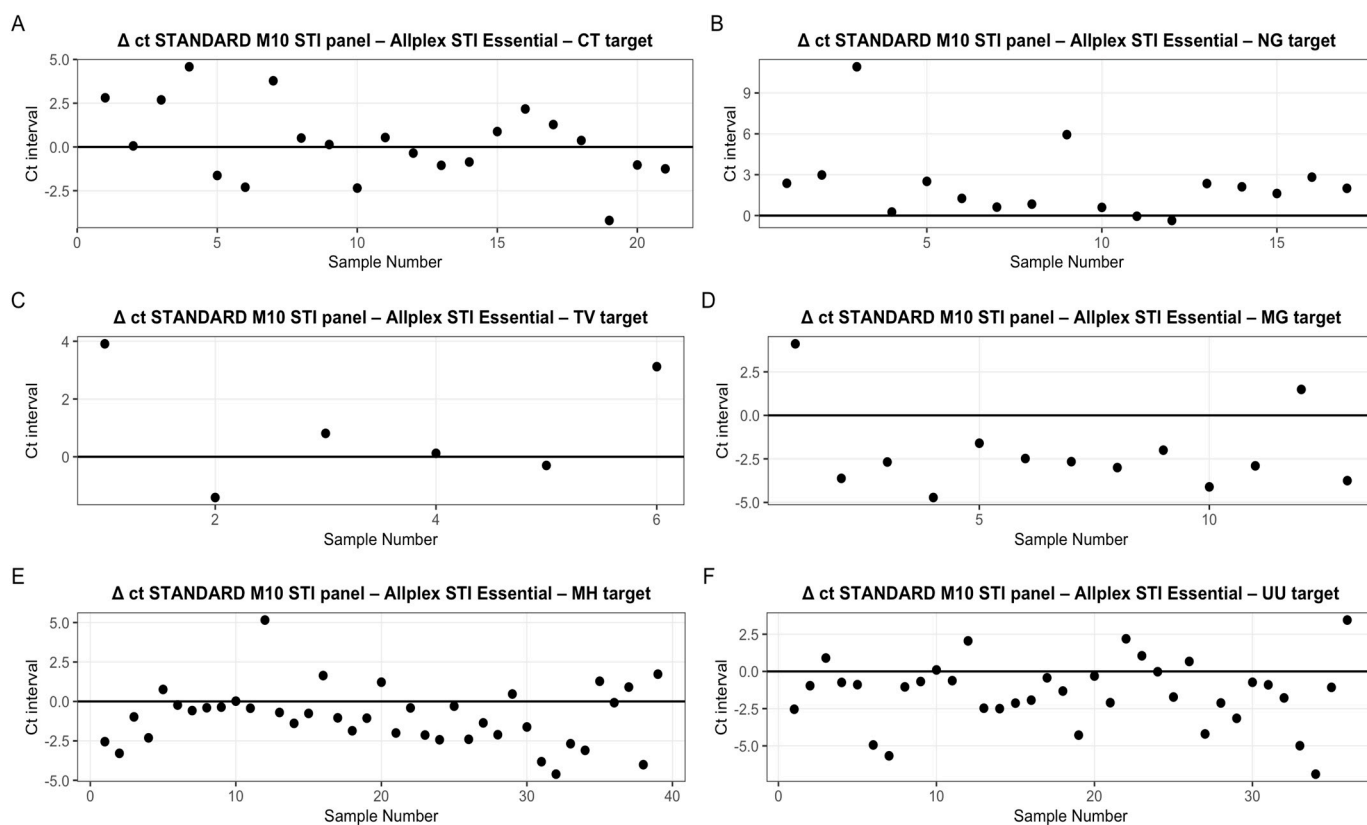 A
Δ ct STANDARD M10 STI panel – Allplex STI Essential – CT target
5.0
2.5
0.0
-2.5
Ct interval
0 5 10 15 20
Sample Number
B
Δ ct STANDARD M10 STI panel – Allplex STI Essential – NG target
9
6
3
0
Ct interval
5 10 15
Sample Number
C
Δ ct STANDARD M10 STI panel – Allplex STI Essential – TV target
4
2
0
Ct interval
2 4 6
Sample Number
D
Δ ct STANDARD M10 STI panel – Allplex STI Essential – MG target
2.5
0.0
-2.5
-5.0
Ct interval
5 10
Sample Number
E
Δ ct STANDARD M10 STI panel – Allplex STI Essential – MH target
5.0
2.5
0.0
-2.5
-5.0
Ct interval
0 10 20 30 40
Sample Number
F
Δ ct STANDARD M10 STI panel – Allplex STI Essential – UU target
2.5
0.0
-2.5
-5.0
Ct interval
0 10 20 30
Sample Number